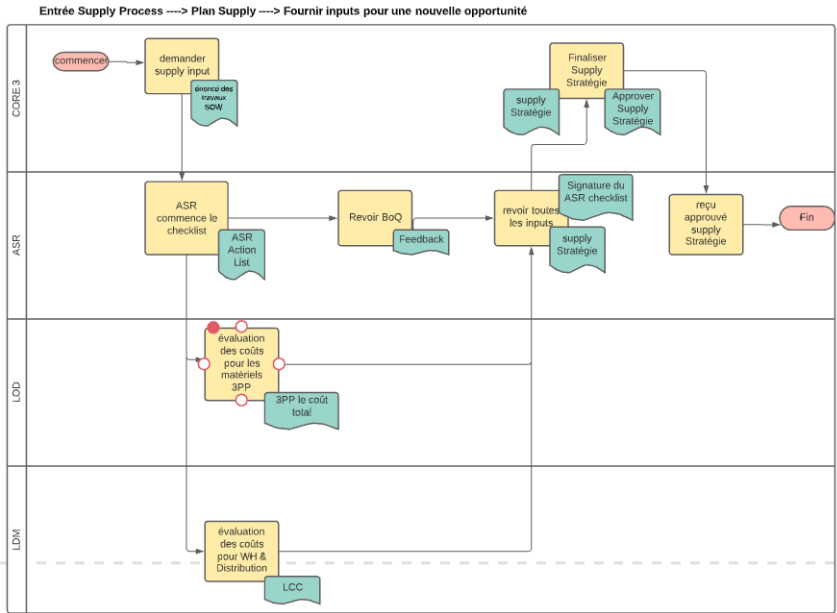 Entrée Supply Process ----> Plan Supply ----> Fournir inputs pour une nouvelle opportunité
CORE 3
commencer
demander
supply input
énoncé des
travaux
SOW
Finaliser
Supply
Stratégie
supply
Stratégie
Approver
Supply
Stratégie
ASR
ASR
commence le
checklist
ASR
Action
List
Revoir BoQ
Feedback
revoir toutes
les inputs
Signature du
ASR checklist
supply
Stratégie
reçu
approuvé
supply
Stratégie
Fin
LOD
évaluation
des coûts
pour les
matériels
3PP
3PP le coût
total
LDM
évaluation
des coûts
pour WH &
Distribution
LCC